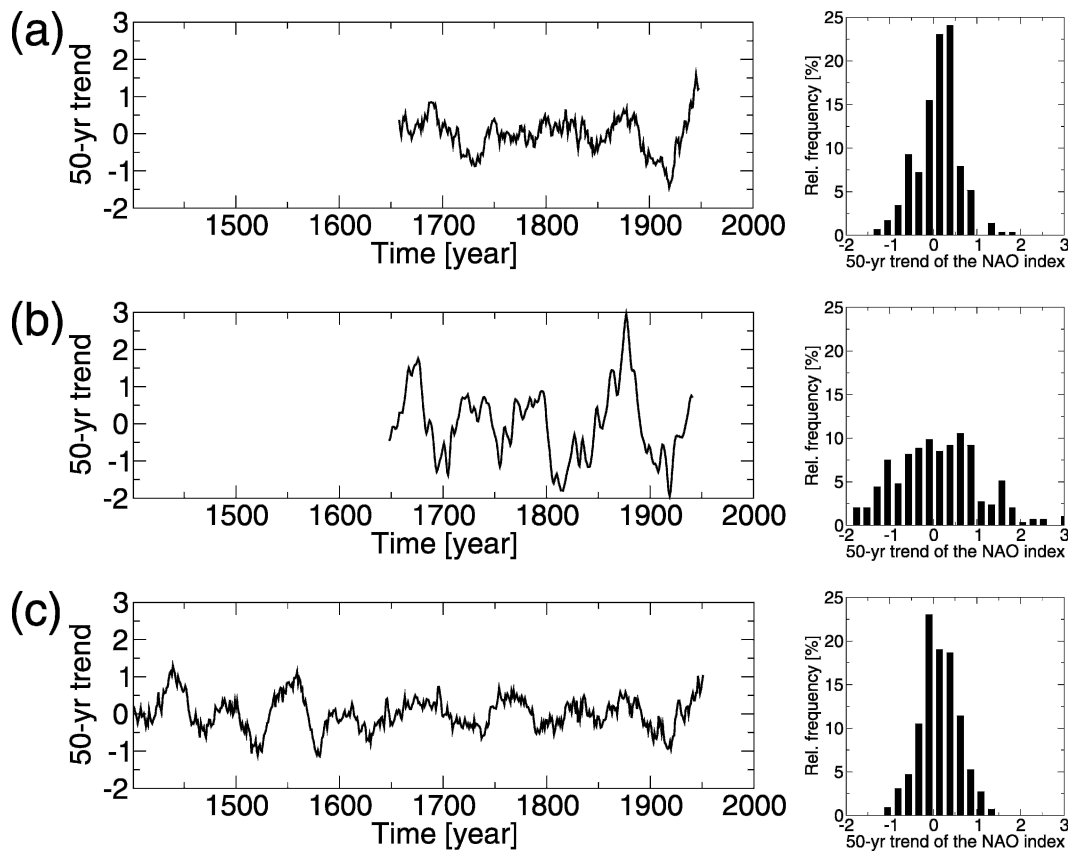 (a)
50-yr trend
3
2
1
0
-1
-2
1500 1600 1700 1800 1900 2000
Time [year]
Rel. frequency [%]
25
20
15
10
5
0
-2 -1 0 1 2 3
50-yr trend of the NAO index
(b)
50-yr trend
3
2
1
0
-1
-2
1500 1600 1700 1800 1900 2000
Time [year]
Rel. frequency [%]
25
20
15
10
5
0
-2 -1 0 1 2 3
50-yr trend of the NAO index
(c)
50-yr trend
3
2
1
0
-1
-2
1500 1600 1700 1800 1900 2000
Time [year]
Rel. frequency [%]
25
20
15
10
5
0
-2 -1 0 1 2 3
50-yr trend of the NAO index